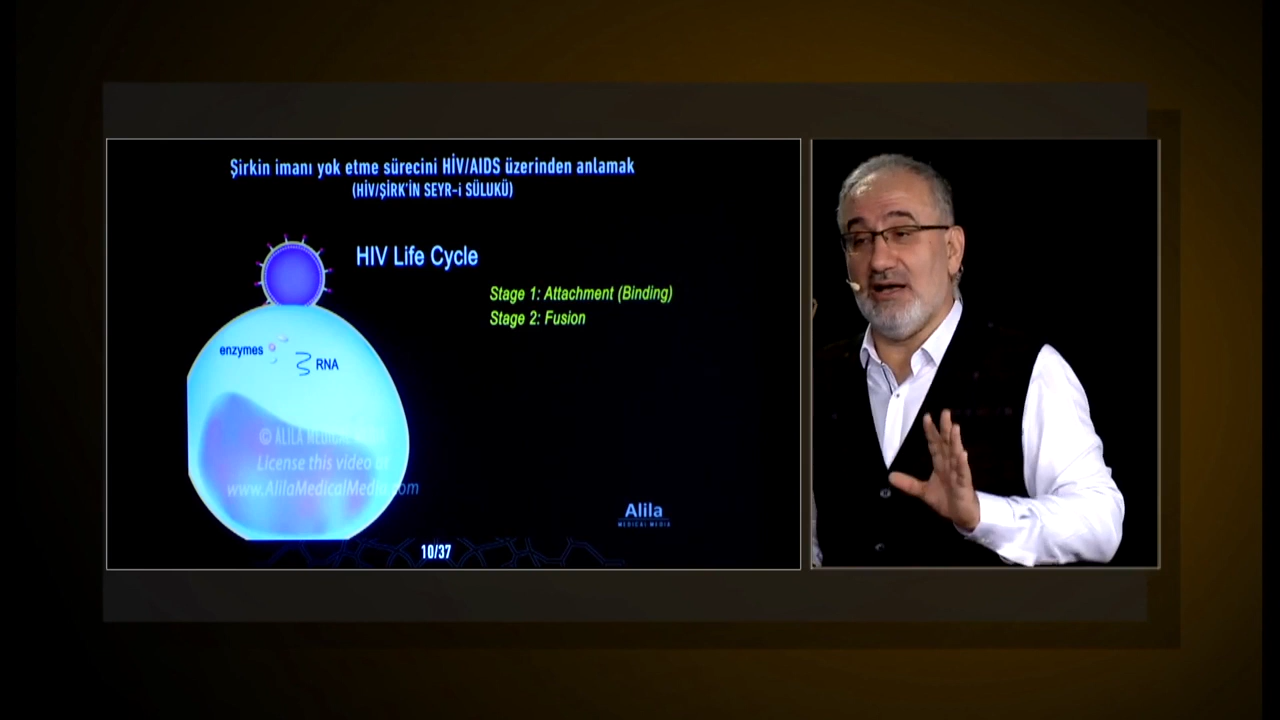 Şirkin imanı yok etme sürecini HİV/AIDS üzerinden anlamak
(HİV/ŞİRK'İN SEYR-i SÜLUKÜ)
HIV Life Cycle
Stage 1: Attachment (Binding)
Stage 2: Fusion
enzymes
RNA
© ALILA MEDICAL MEDIA
License this video at
www.AlilaMedicalMedia.com
Alila
MEDICAL MEDIA
10/37